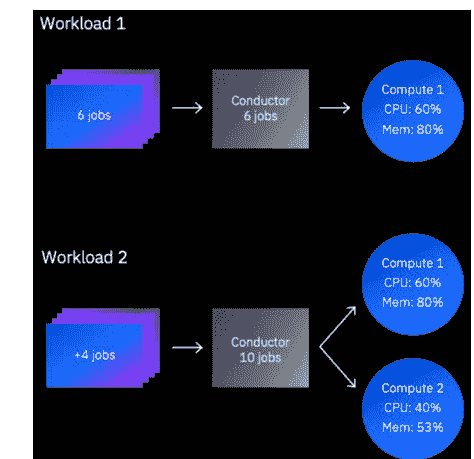 Workload 1
6 jobs
Conductor
6 jobs
Compute 1
CPU: 60%
Mem: 80%
Workload 2
+4 jobs
Conductor
10 jobs
Compute 1
CPU: 60%
Mem: 80%
Compute 2
CPU: 40%
Mem: 53%